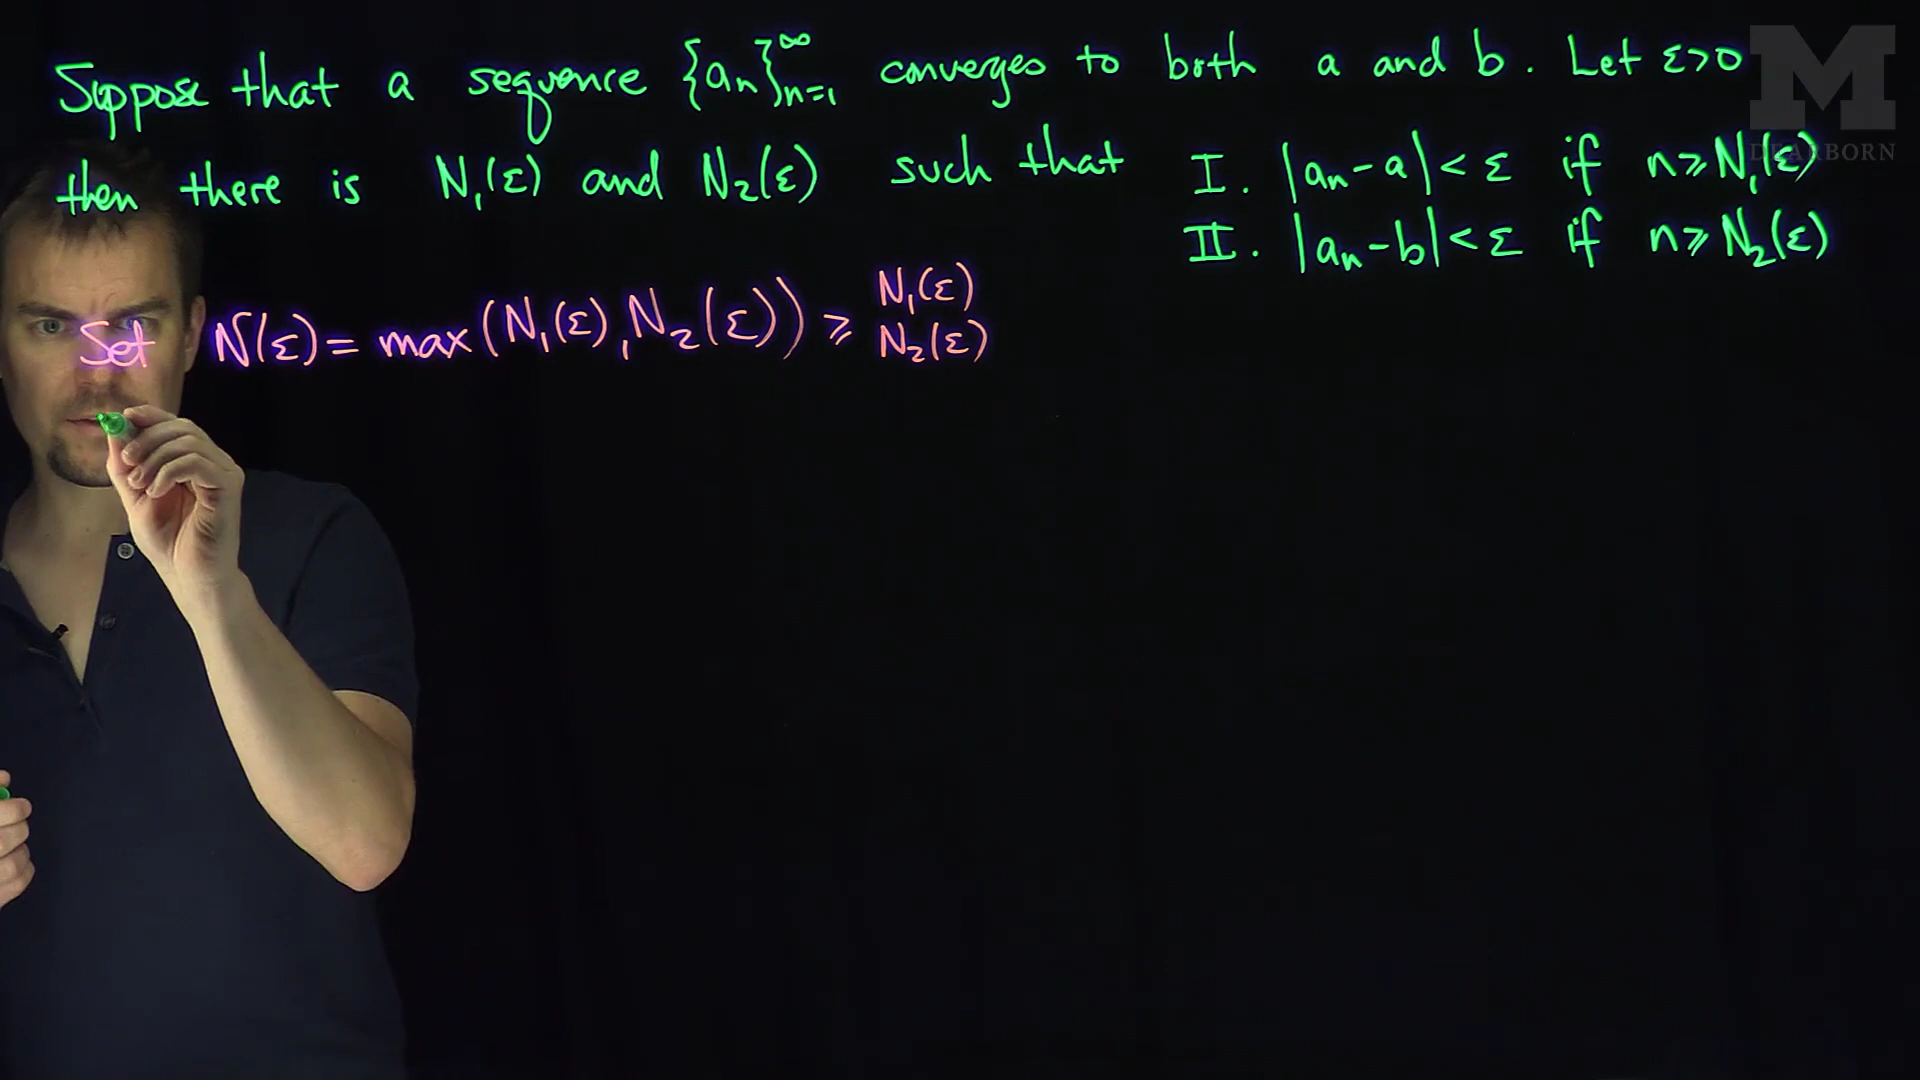 Suppose that a sequence {aₙ}ₙ₌₁^∞ converges to both a and b. Let ε>0
then there is N₁(ε) and N₂(ε) such that I. |aₙ-a|<ε if n≥N₁(ε)
II. |aₙ-b|<ε if n≥N₂(ε)
Set N(ε)= max(N₁(ε),N₂(ε)) ≥ N₁(ε)
N₂(ε)
M
DEARBORN